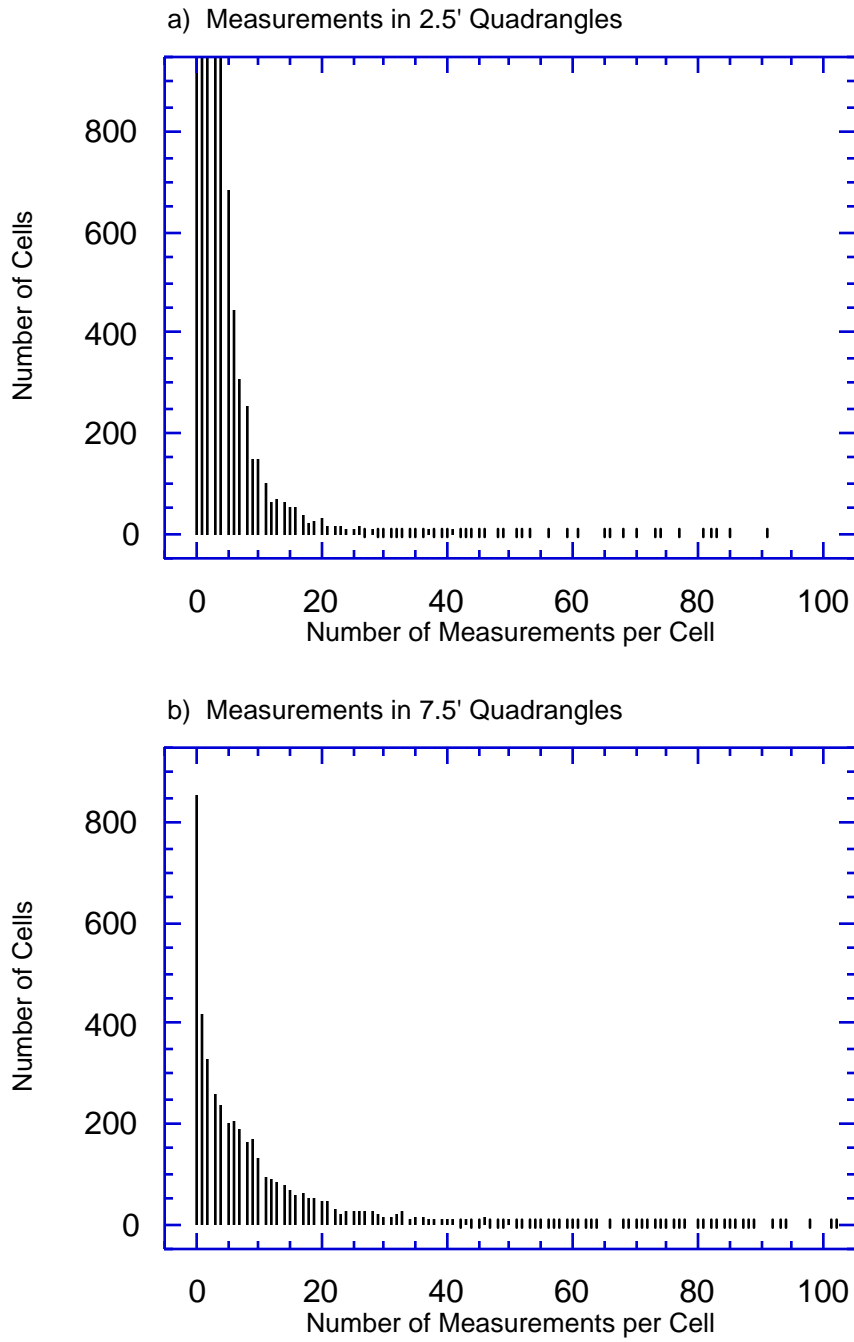 a) Measurements in 2.5' Quadrangles
800
600
400
200
0
Number of Cells
0 20 40 60 80 100
Number of Measurements per Cell
b) Measurements in 7.5' Quadrangles
800
600
400
200
0
Number of Cells
0 20 40 60 80 100
Number of Measurements per Cell